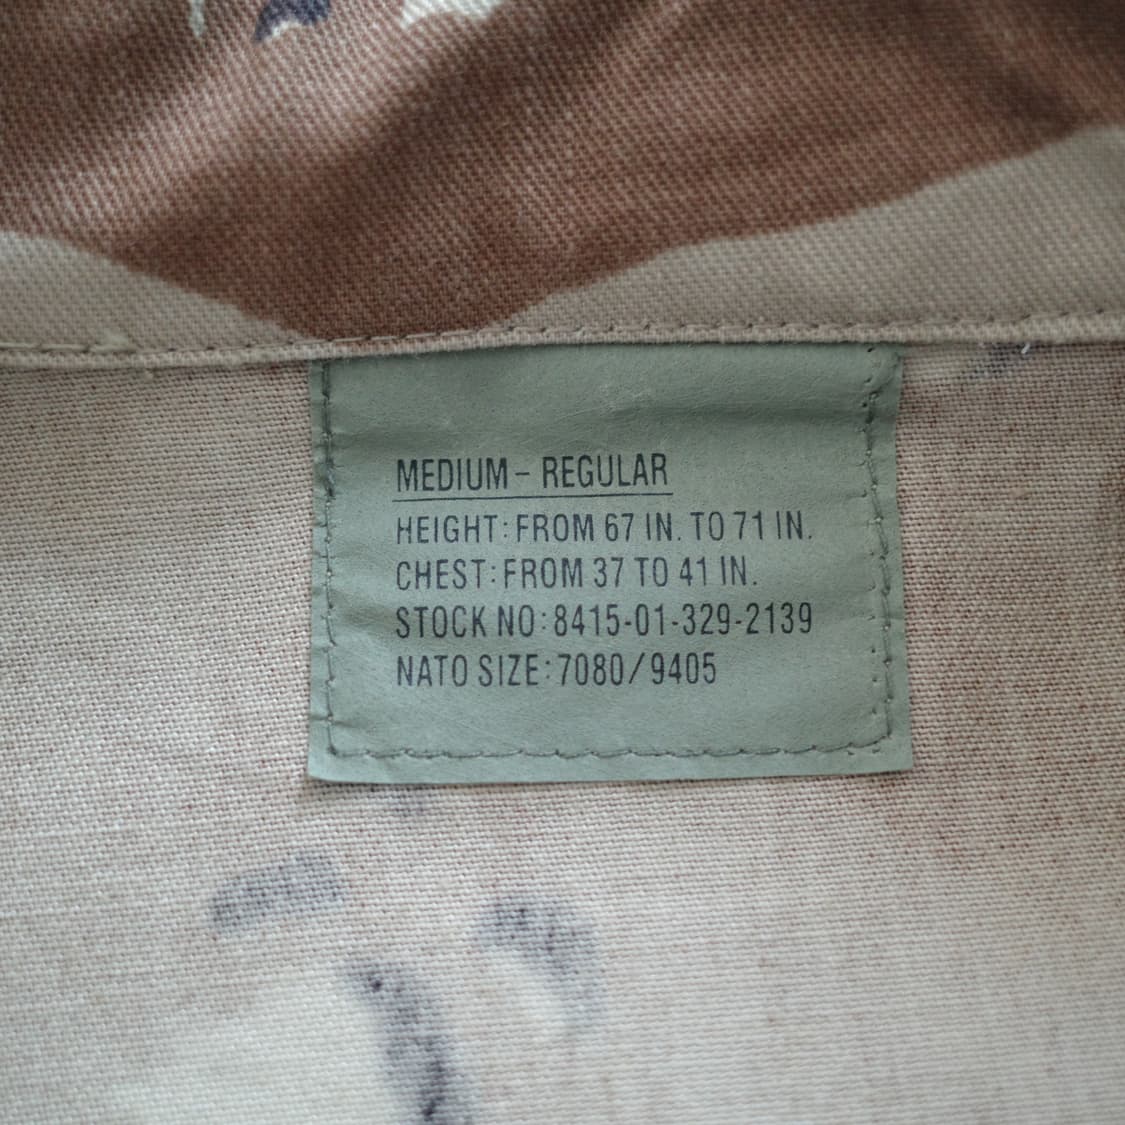 MEDIUM - REGULAR
HEIGHT: FROM 67 IN. TO 71 IN.
CHEST: FROM 37 TO 41 IN.
STOCK NO: 8415-01-329-2139
NATO SIZE: 7080/9405